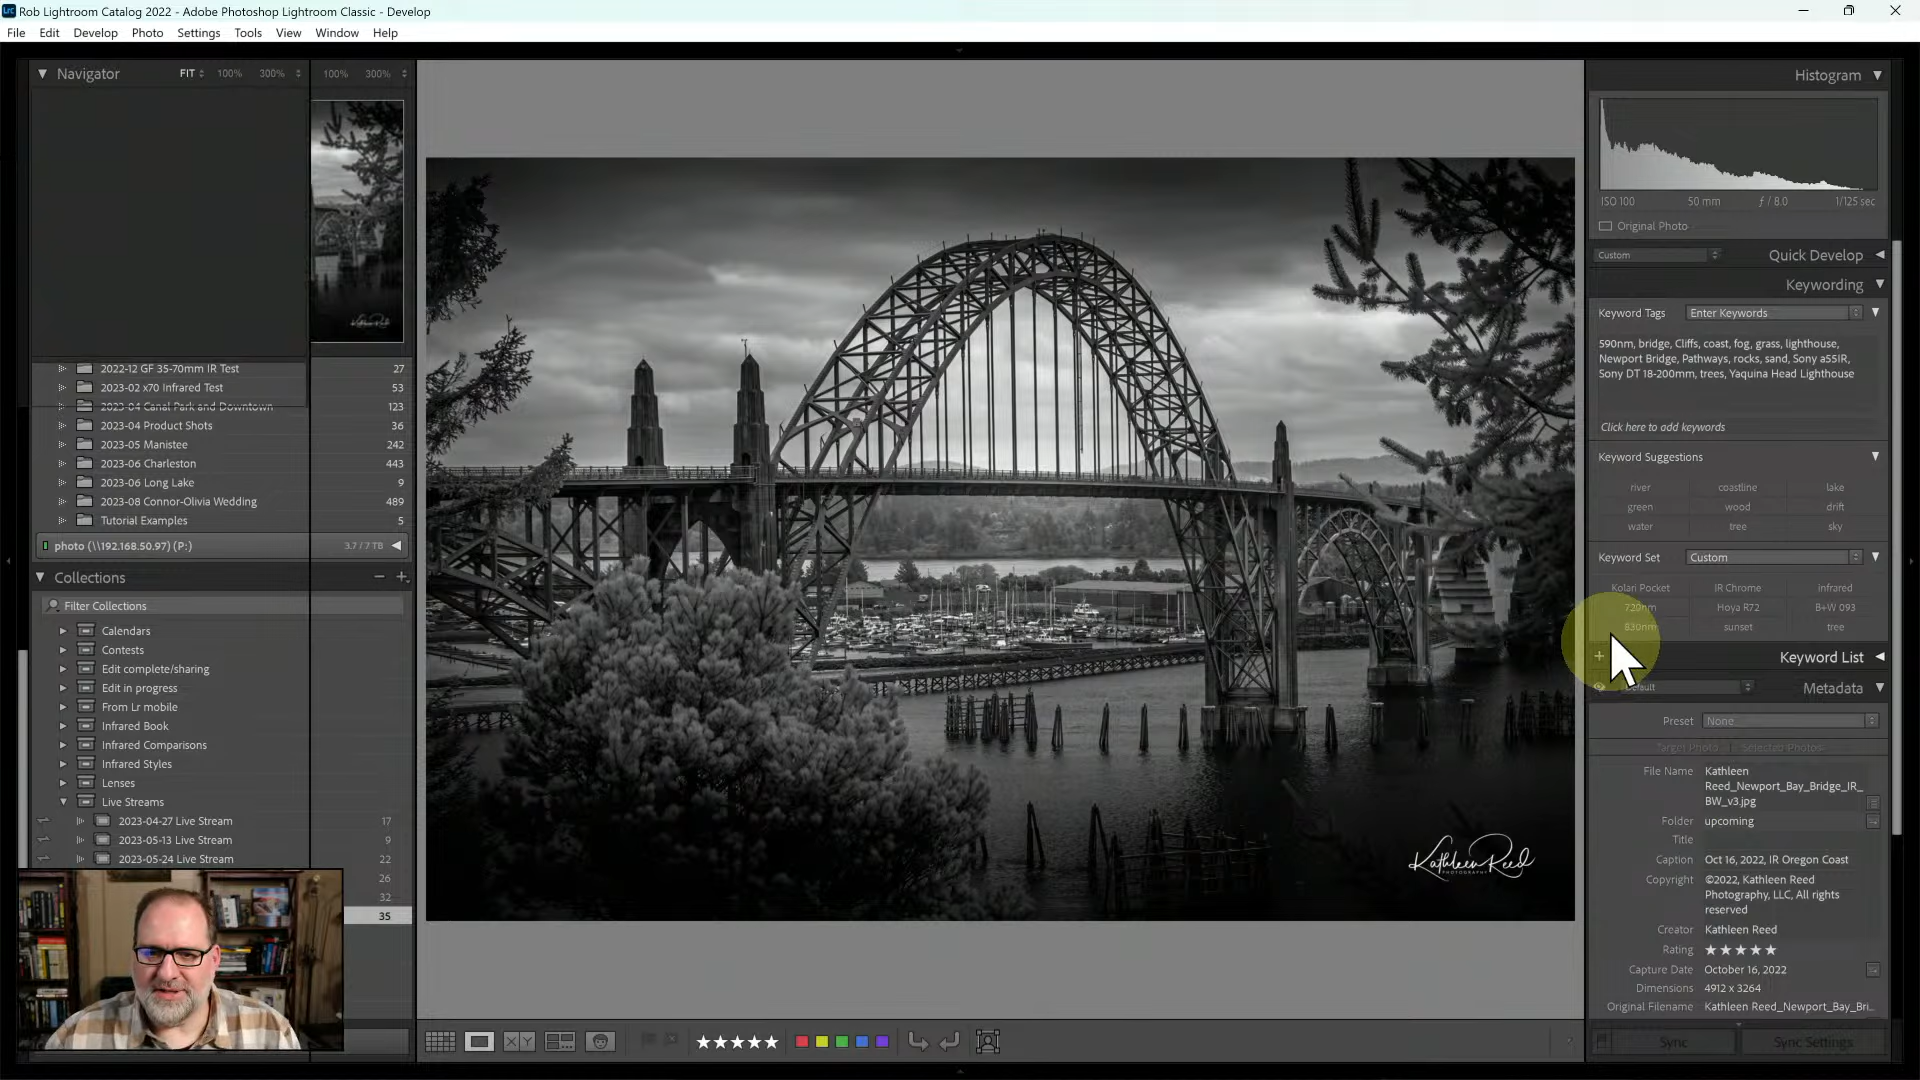 Rob Lightroom Catalog 2022 - Adobe Photoshop Lightroom Classic - Develop
File Edit Develop Photo Settings Tools View Window Help
Navigator FIT 100% 300% 100% 300%
2022-12 GF 35-70mm IR Test 27
2023-02 x70 Infrared Test 53
2023-04 Canal Park and Downtown 123
2023-04 Product Shots 36
2023-05 Manistee 242
2023-06 Charleston 443
2023-06 Long Lake 9
2023-08 Connor-Olivia Wedding 489
Tutorial Examples 5
photo (\\192.168.50.97) (P:) 3.7 / 7 TB
Collections
Filter Collections
Calendars
Contests
Edit complete/sharing
Edit in progress
From Lr mobile
Infrared Book
Infrared Comparisons
Infrared Styles
Lenses
Live Streams
2023-04-27 Live Stream 17
2023-05-13 Live Stream 9
2023-05-24 Live Stream 22
26
32
35
Kathleen Reed
PHOTOGRAPHY
X Y
Histogram
ISO 100 50 mm ƒ / 8.0 1/125 sec
Original Photo
Custom Quick Develop
Keywording
Keyword Tags Enter Keywords
590nm, bridge, Cliffs, coast, fog, grass, lighthouse,
Newport Bridge, Pathways, rocks, sand, Sony a55IR,
Sony DT 18-200mm, trees, Yaquina Head Lighthouse
Click here to add keywords
Keyword Suggestions
river coastline lake
green wood drift
water tree sky
Keyword Set Custom
Kolari Pocket IR Chrome infrared
720nm Hoya R72 B+W 093
830nm sunset tree
Keyword List
Default Metadata
Preset None
Target Photo Selected Photos
File Name Kathleen
Reed_Newport_Bay_Bridge_IR_
BW_v3.jpg
Folder upcoming
Title
Caption Oct 16, 2022, IR Oregon Coast
Copyright ©2022, Kathleen Reed
Photography, LLC, All rights
reserved
Creator Kathleen Reed
Rating ★★★★★
Capture Date October 16, 2022
Dimensions 4912 x 3264
Original Filename Kathleen Reed_Newport_Bay_Bri...
Sync Sync Settings